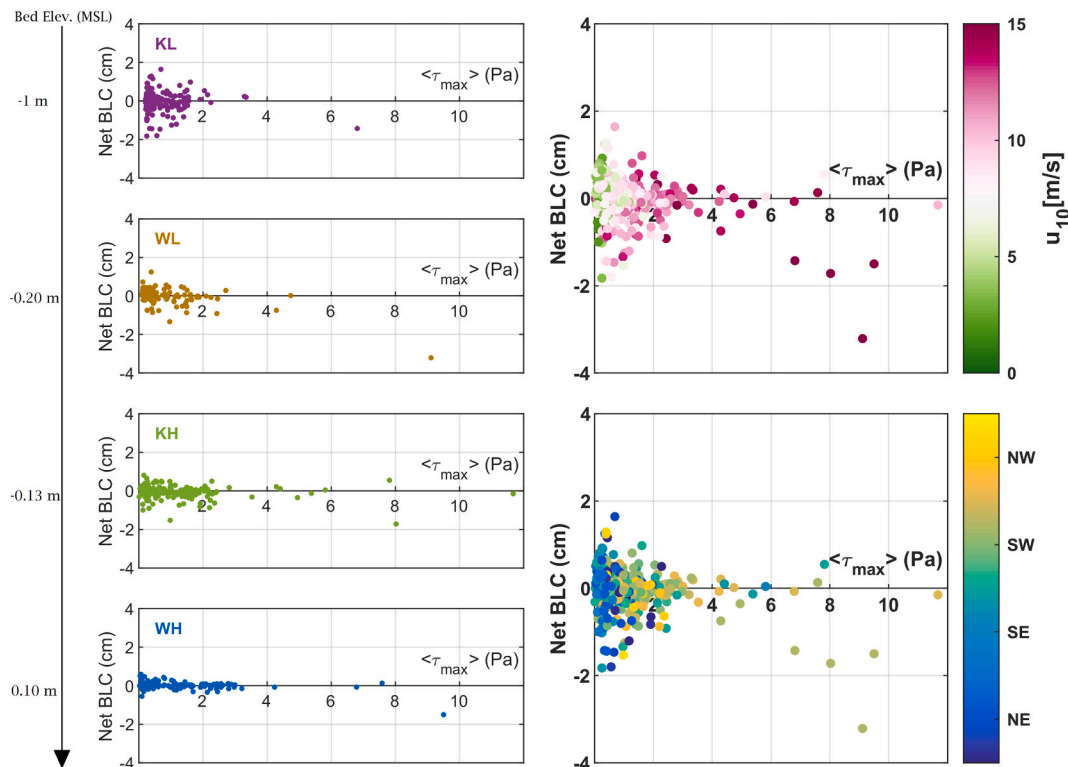 Bed Elev. (MSL)
-1 m
-0.20 m
-0.13 m
0.10 m
Net BLC (cm)
4
2
0
-2
-4
KL
<τmax> (Pa)
2
4
6
8
10
Net BLC (cm)
4
2
0
-2
-4
WL
<τmax> (Pa)
2
4
6
8
10
Net BLC (cm)
4
2
0
-2
-4
KH
<τmax> (Pa)
2
4
6
8
10
Net BLC (cm)
4
2
0
-2
-4
WH
<τmax> (Pa)
2
4
6
8
10
Net BLC (cm)
4
2
0
-2
-4
<τmax> (Pa)
2
4
6
8
10
15
10
5
0
u10[m/s]
Net BLC (cm)
4
2
0
-2
-4
<τmax> (Pa)
2
4
6
8
10
NW
SW
SE
NE